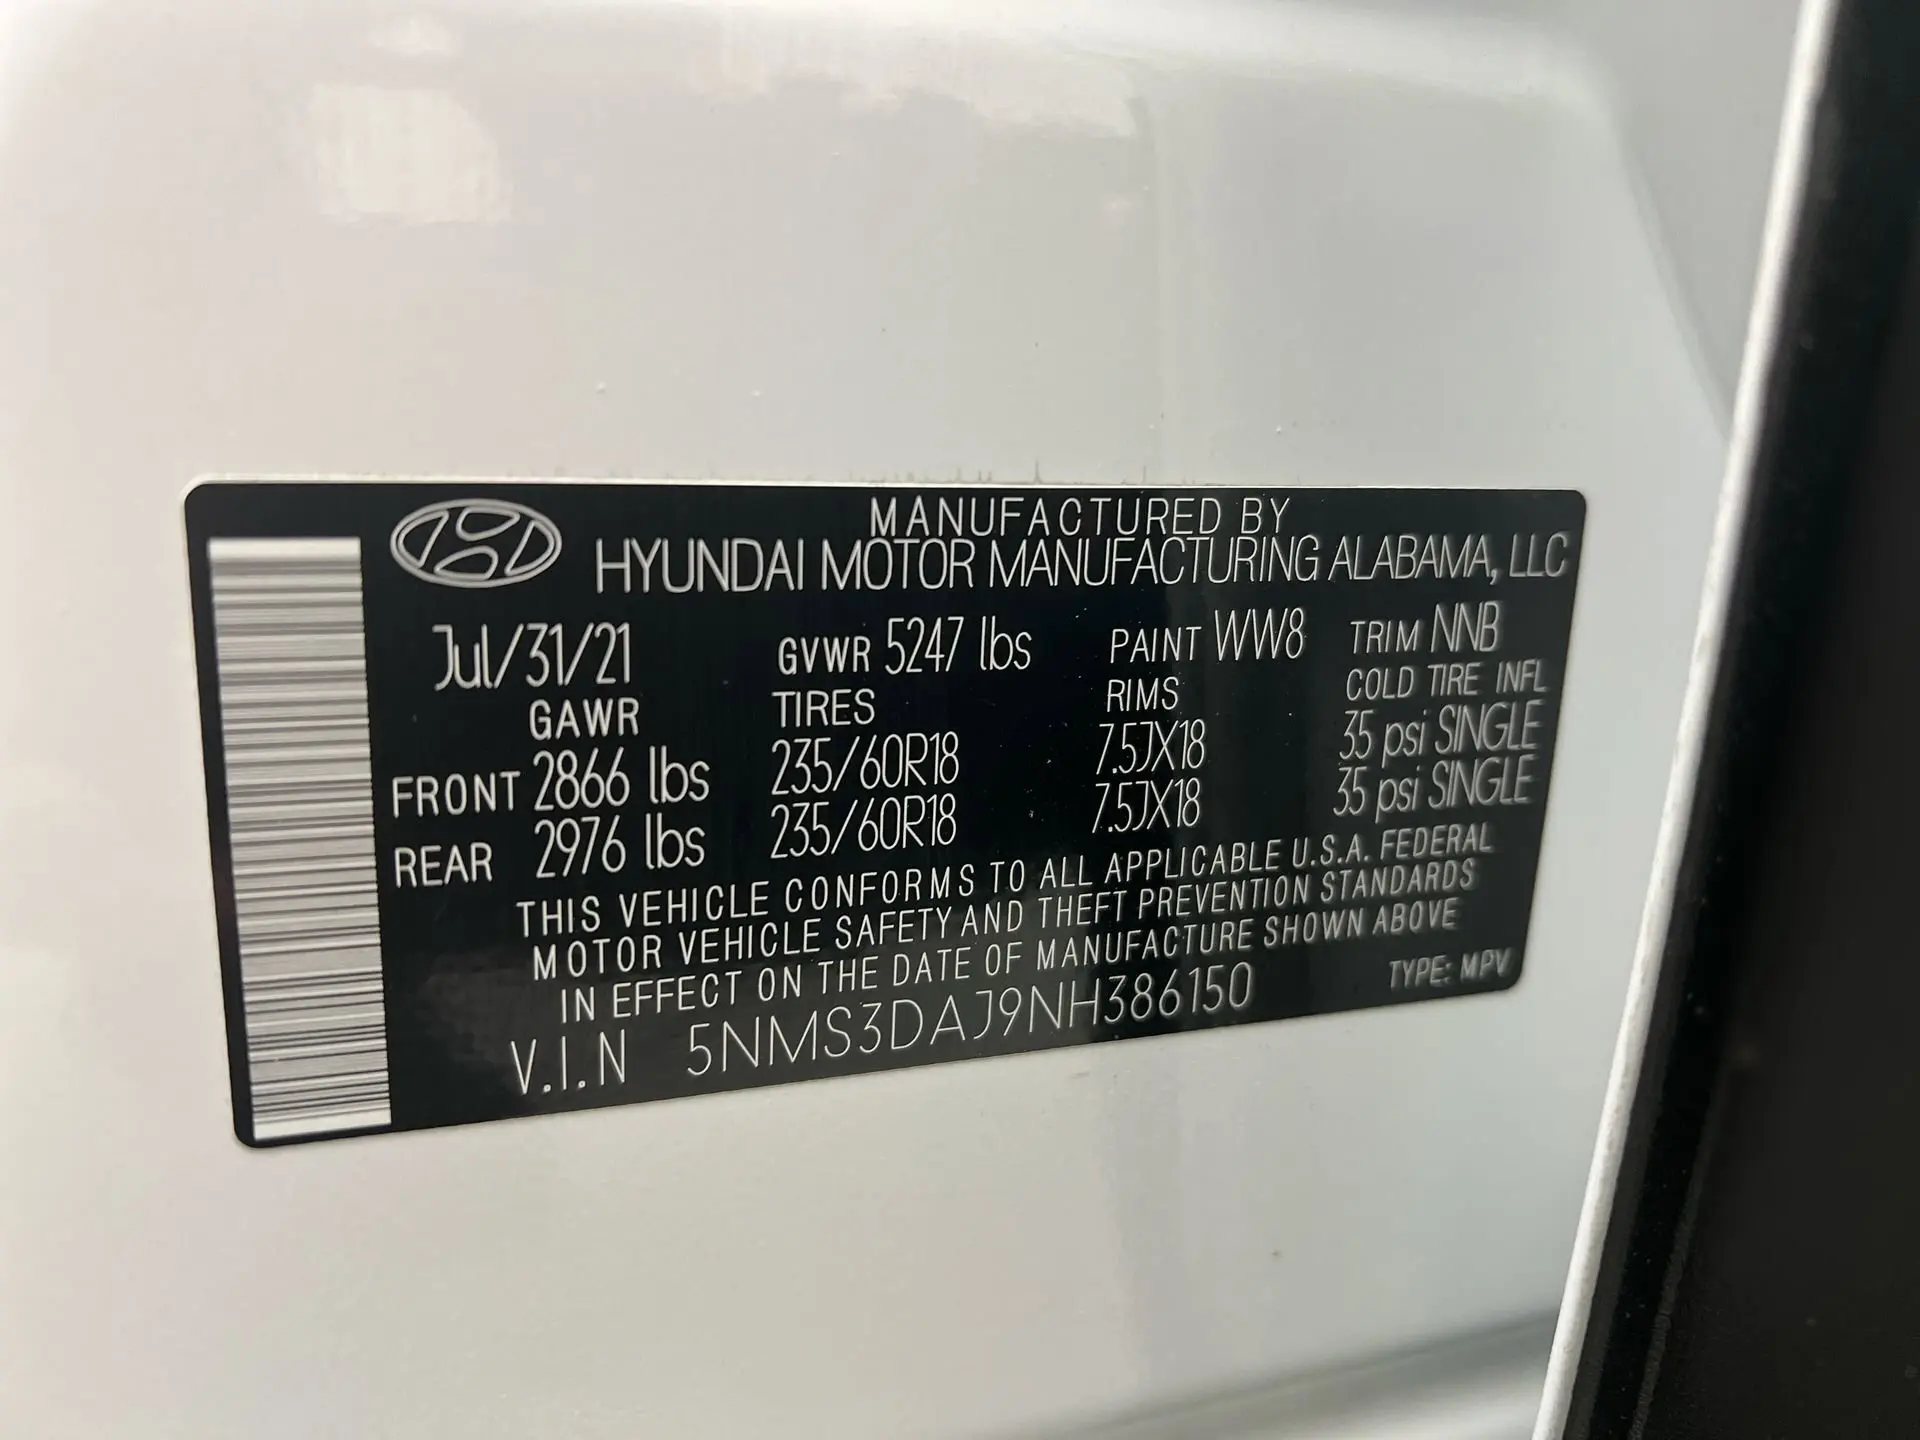 MANUFACTURED BY
HYUNDAI MOTOR MANUFACTURING ALABAMA, LLC
Jul/31/21 GVWR 5247 lbs PAINT WW8 TRIM NNB
GAWR TIRES RIMS COLD TIRE INFL
FRONT 2866 lbs 235/60R18 7.5JX18 35 psi SINGLE
REAR 2976 lbs 235/60R18 7.5JX18 35 psi SINGLE
THIS VEHICLE CONFORMS TO ALL APPLICABLE U.S.A. FEDERAL
MOTOR VEHICLE SAFETY AND THEFT PREVENTION STANDARDS
IN EFFECT ON THE DATE OF MANUFACTURE SHOWN ABOVE
V.I.N 5NMS3DAJ9NH386150 TYPE: MPV